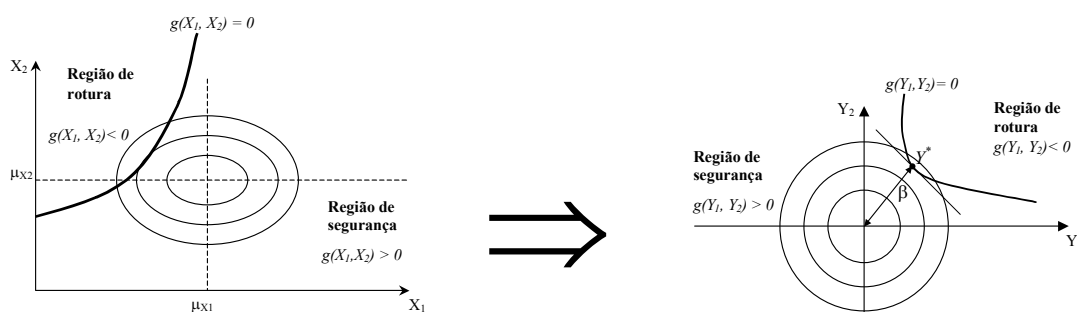 g(X₁, X₂) = 0
X₂
Região de
rotura
g(X₁, X₂)< 0
μX2
Região de
segurança
g(X₁,X₂) > 0
μX1
X₁
g(Y₁,Y₂)= 0
Y₂
Região de
rotura
g(Y₁, Y₂)< 0
Y*
Região de
segurança
g(Y₁, Y₂) > 0
β
Y